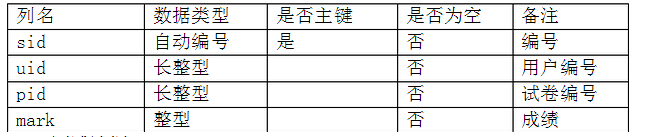 列名 数据类型 是否主键 是否为空 备注
sid 自动编号 是 否 编号
uid 长整型 否 用户编号
pid 长整型 否 试卷编号
mark 整型 否 成绩